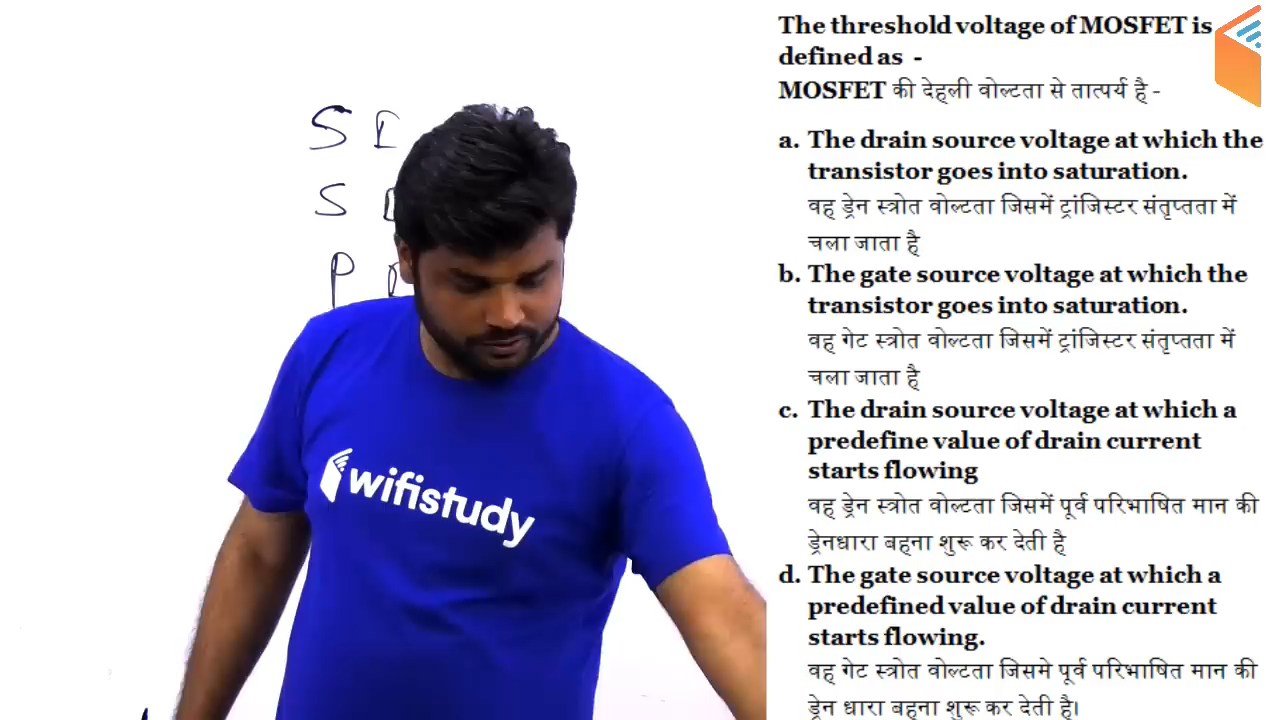 The threshold voltage of MOSFET is
defined as -
MOSFET की देहली वोल्टता से तात्पर्य है -
a. The drain source voltage at which the
transistor goes into saturation.
वह ड्रेन स्त्रोत वोल्टता जिसमें ट्रांजिस्टर संतृप्तता में
चला जाता है
b. The gate source voltage at which the
transistor goes into saturation.
वह गेट स्त्रोत वोल्टता जिसमें ट्रांजिस्टर संतृप्तता में
चला जाता है
c. The drain source voltage at which a
predefine value of drain current
starts flowing
वह ड्रेन स्त्रोत वोल्टता जिसमें पूर्व परिभाषित मान की
ड्रेनधारा बहना शुरू कर देती है
d. The gate source voltage at which a
predefined value of drain current
starts flowing.
वह गेट स्त्रोत वोल्टता जिसमे पूर्व परिभाषित मान की
ड्रेन धारा बहना शुरू कर देती है।
S
S
P
wifistudy